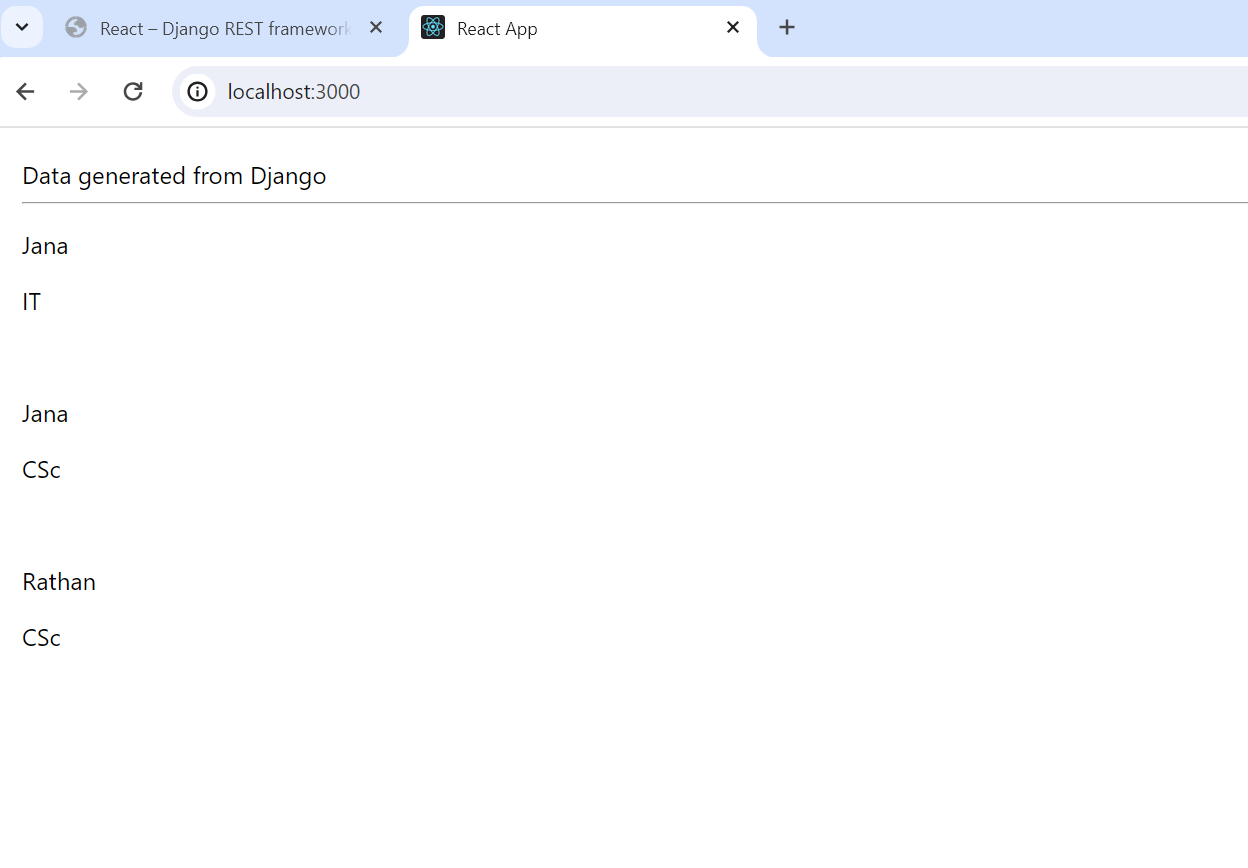 React – Django REST framework
React App
localhost:3000
Data generated from Django
Jana
IT
Jana
CSc
Rathan
CSc